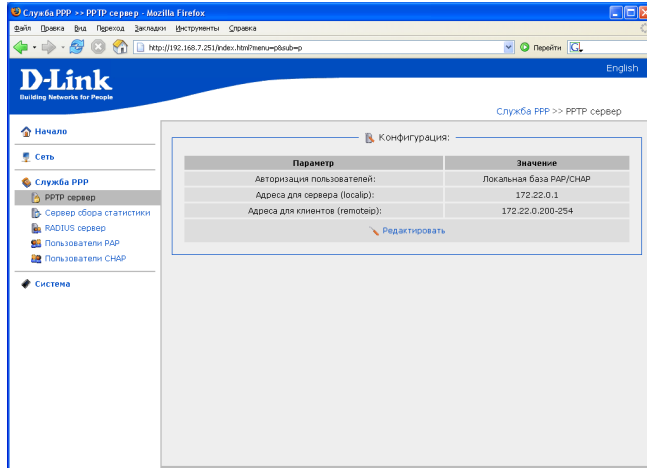 Служба PPP >> PPTP сервер - Mozilla Firefox
Файл Правка Вид Переход Закладки Инструменты Справка
http://192.168.7.251/index.html?menu=p&sub=p
Перейти
D-Link
Building Networks for People
English
Служба PPP >> PPTP сервер
Начало
Сеть
Служба PPP
PPTP сервер
Сервер сбора статистики
RADIUS сервер
Пользователи PAP
Пользователи CHAP
Система
Конфигурация:
Параметр Значение
Авторизация пользователей: Локальная база PAP/CHAP
Адреса для сервера (localip): 172.22.0.1
Адреса для клиентов (remoteip): 172.22.0.200-254
Редактировать